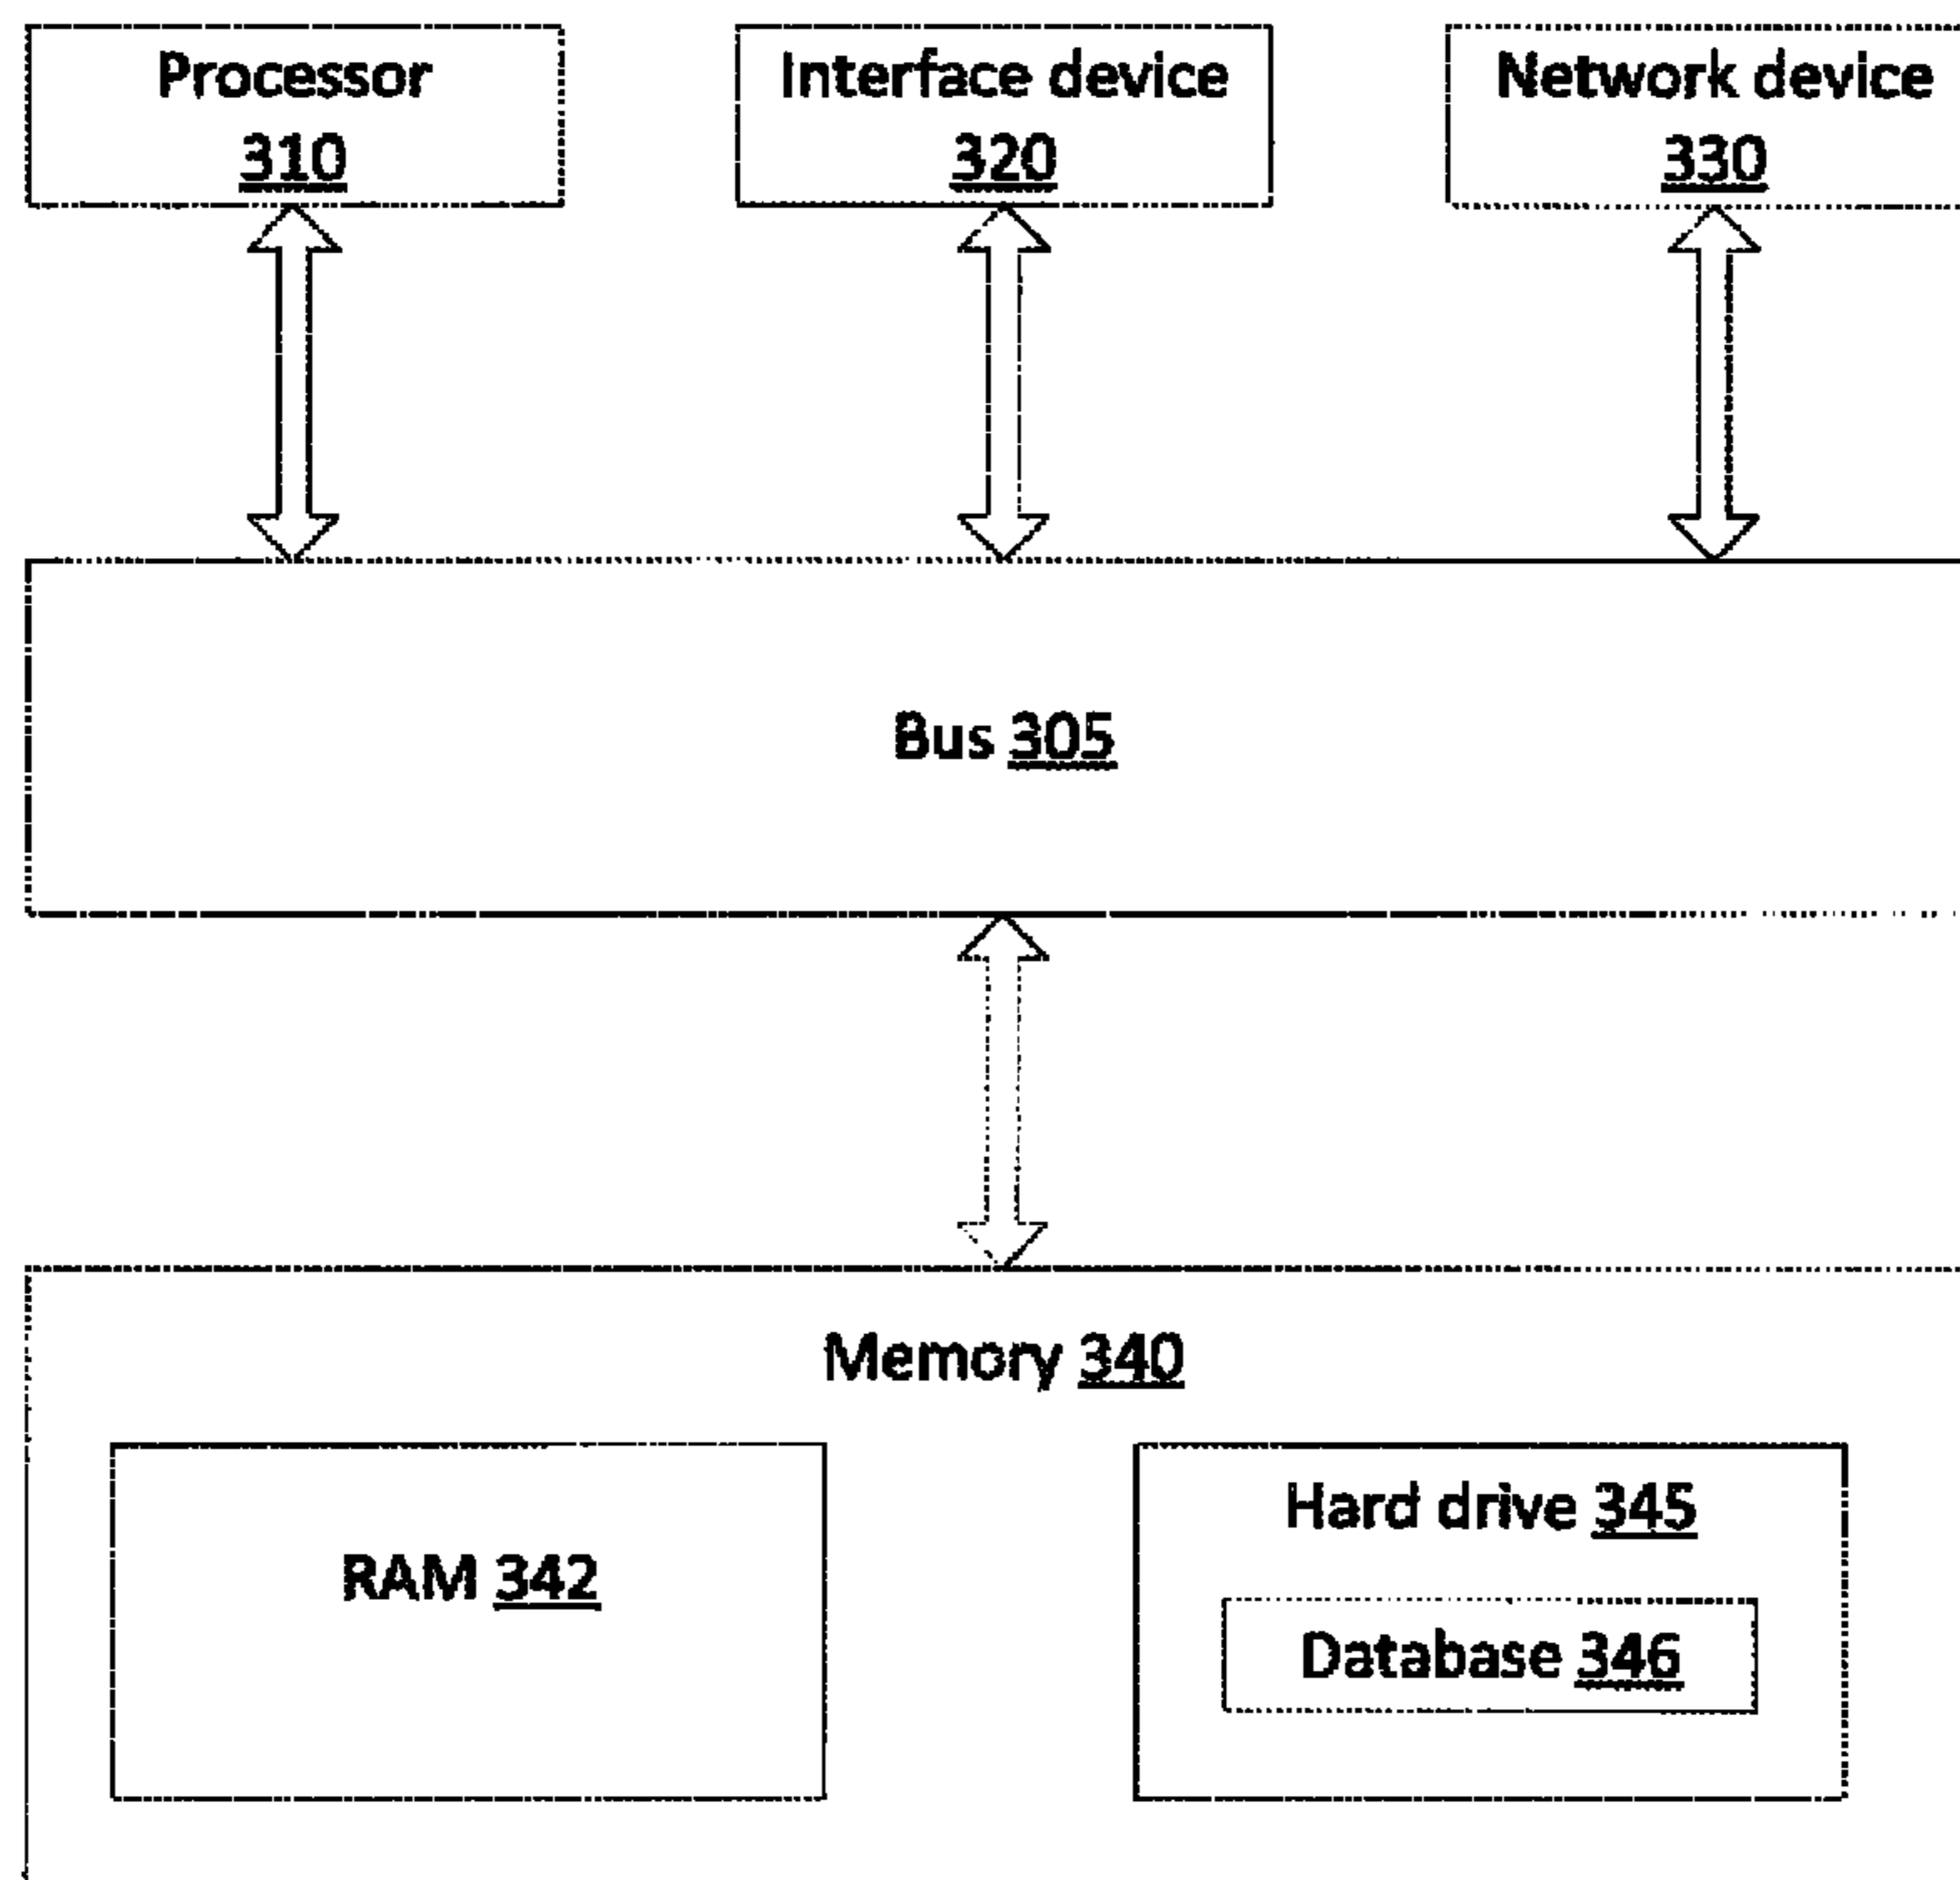 Processor
310
Interface device
320
Network device
330
Bus 305
Memory 340
RAM 342
Hard drive 345
Database 346